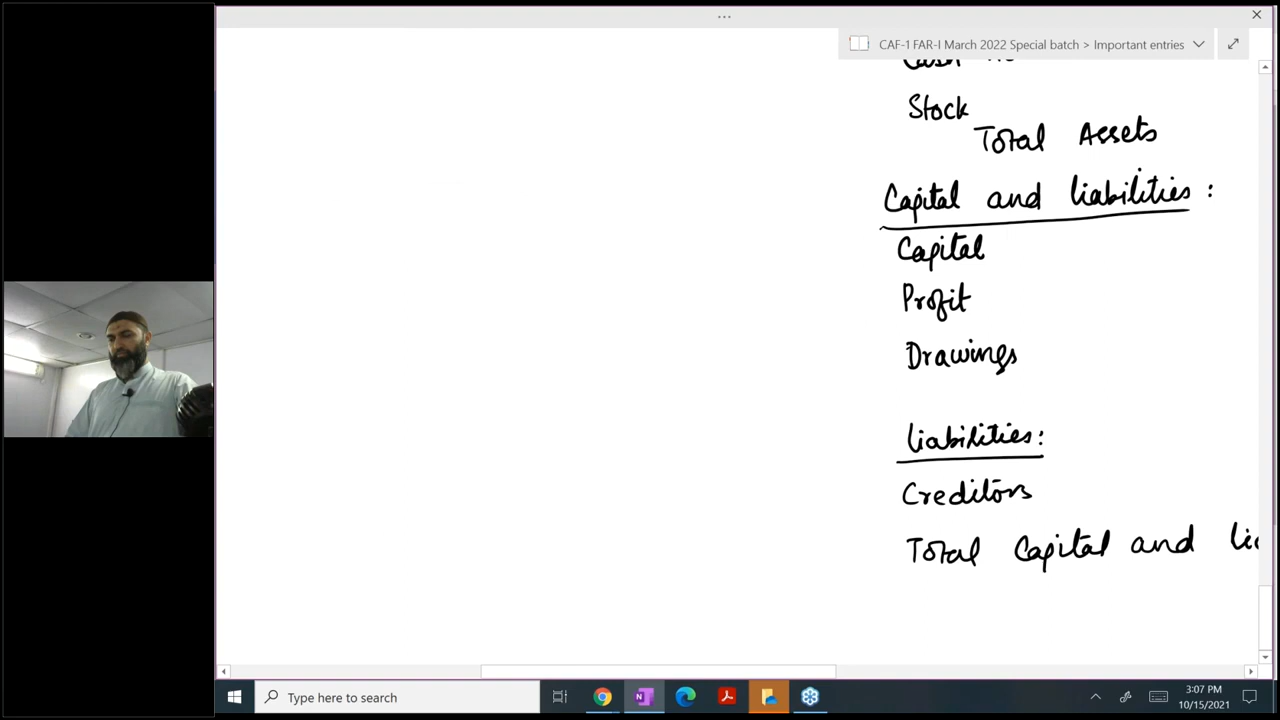 CAF-1 FAR-I March 2022 Special batch > Important entries
Stock
Total Assets
Capital and liabilities :
Capital
Profit
Drawings
liabilities:
Creditors
Total Capital and
Type here to search
3:07 PM
10/15/2021